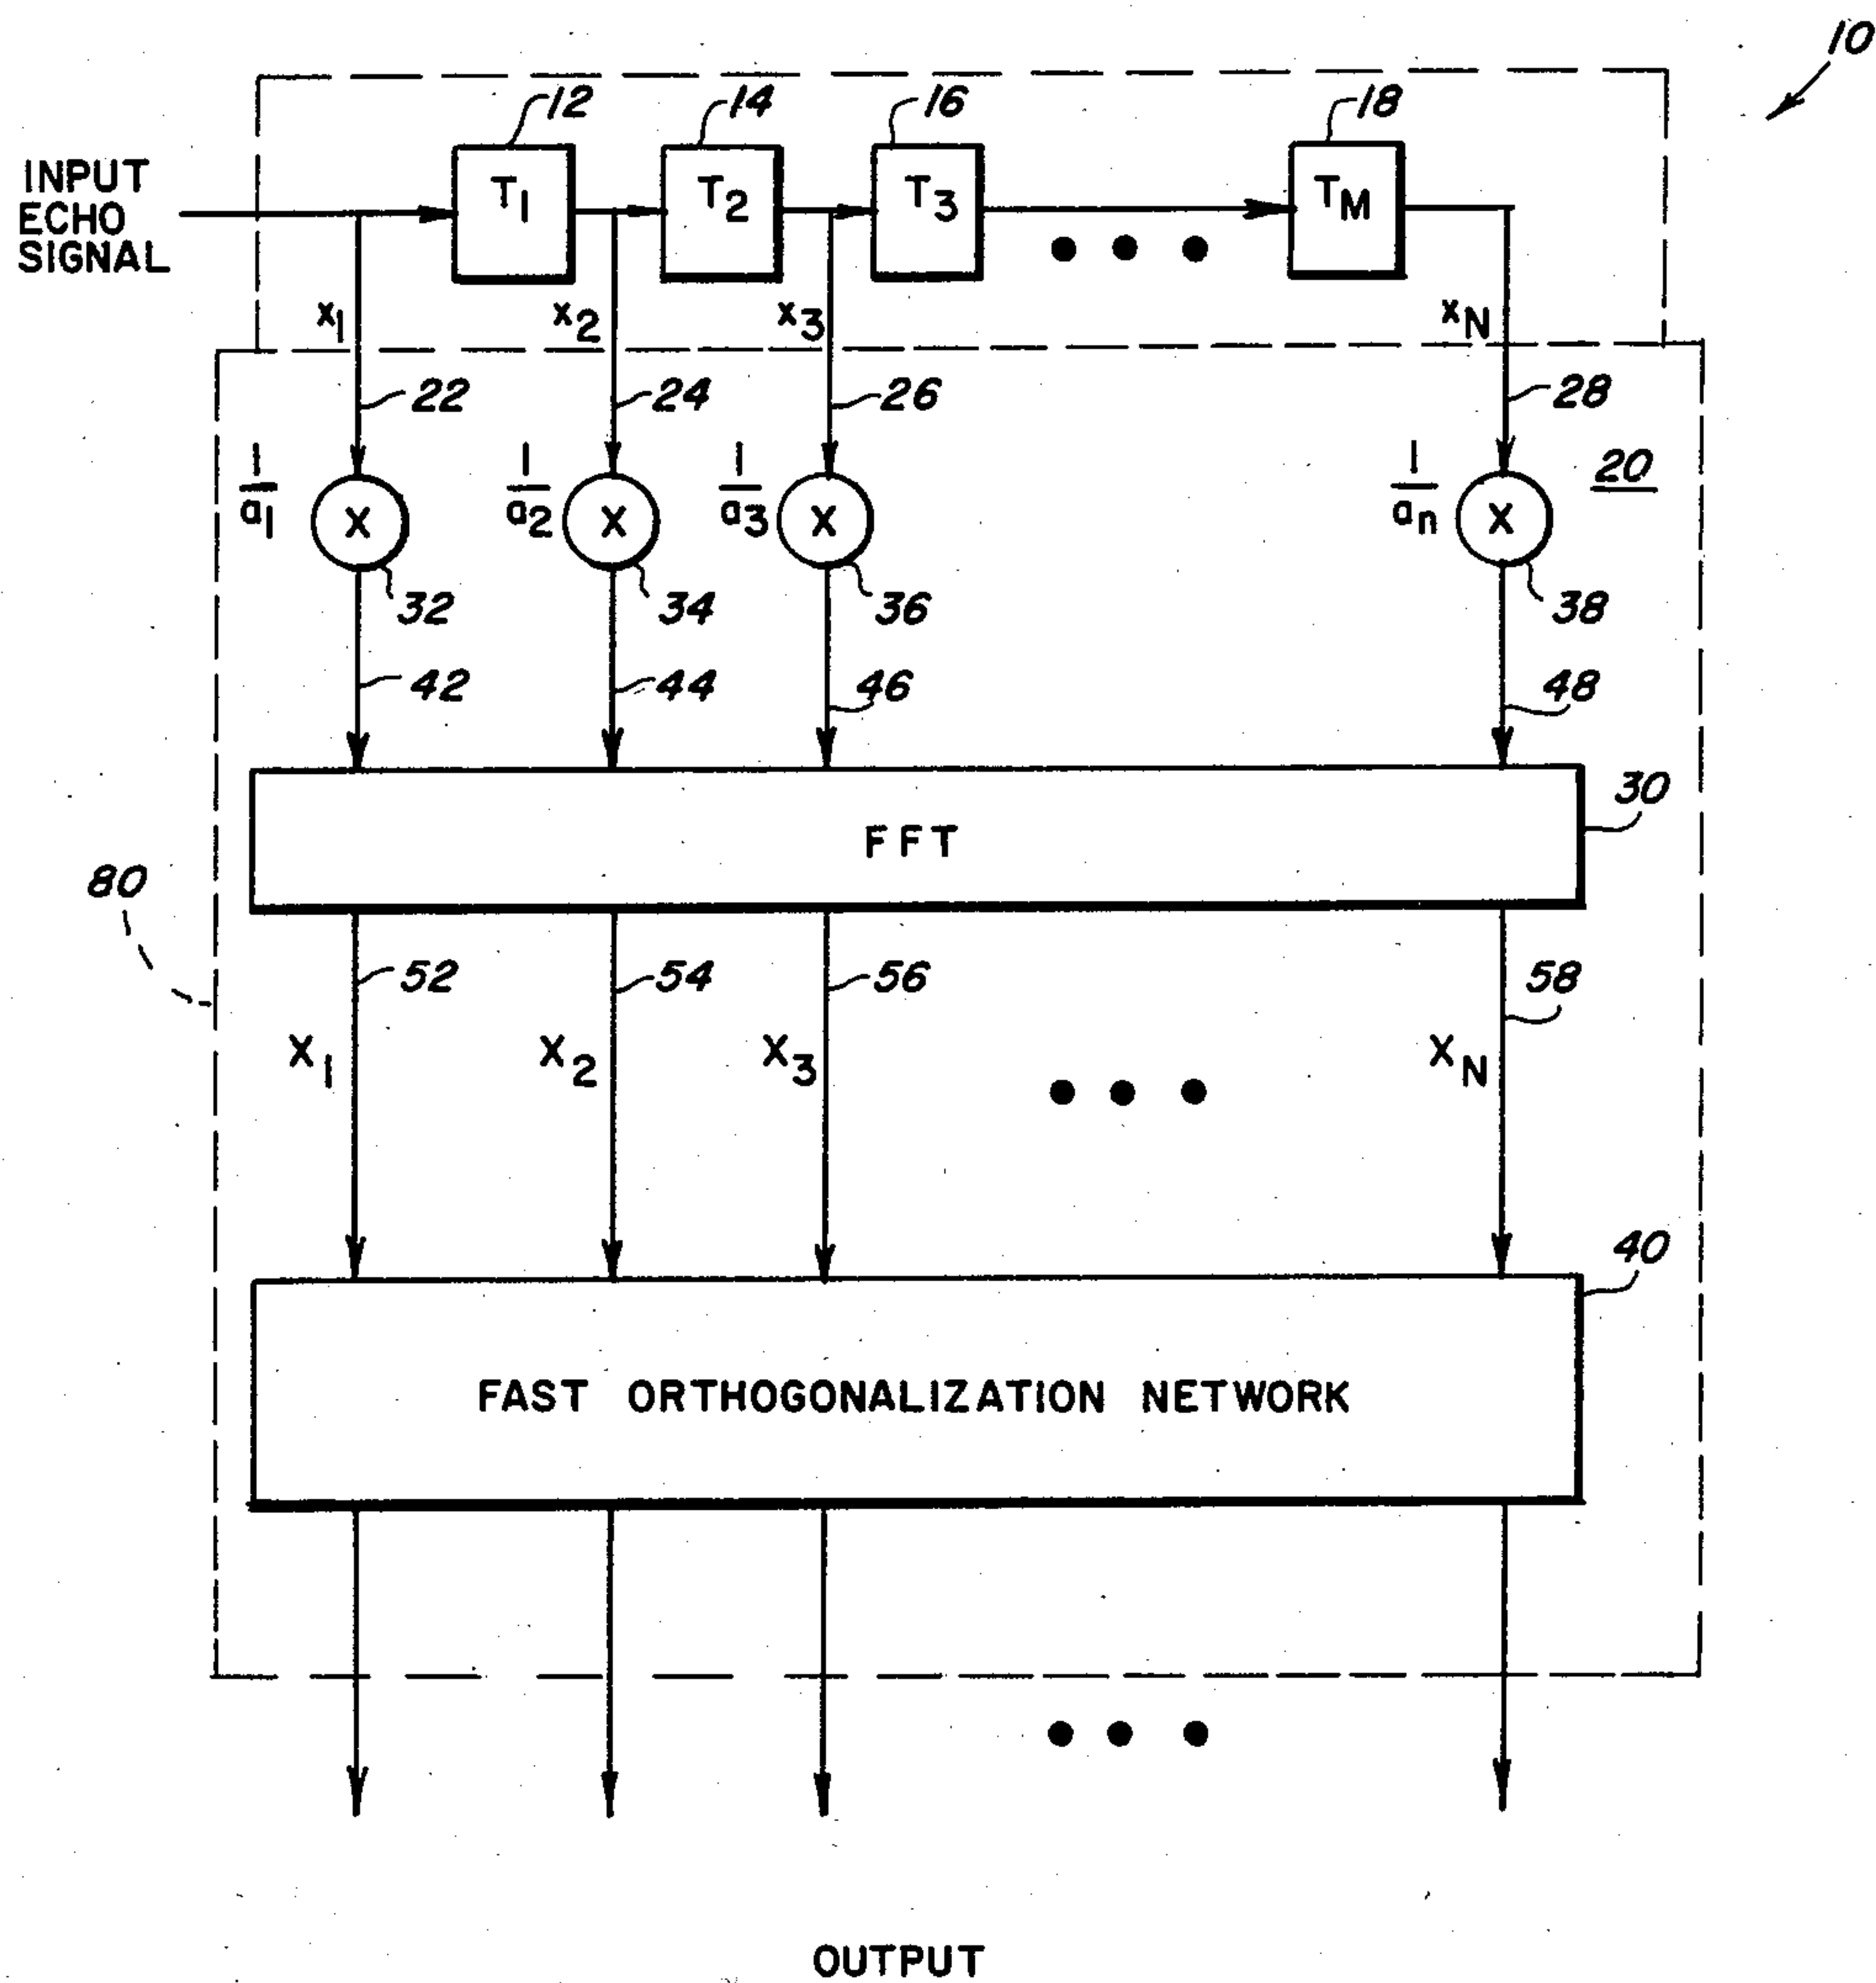 10
12 14 16 18
INPUT
ECHO
SIGNAL
T1 T2 T3 TM
x1 x2 x3 xN
22 24 26 28
1/a1 1/a2 1/a3 1/an
X X X X
20
32 34 36 38
42 44 46 48
30
FFT
80
52 54 56 58
X1 X2 X3 XN
40
FAST ORTHOGONALIZATION NETWORK
OUTPUT